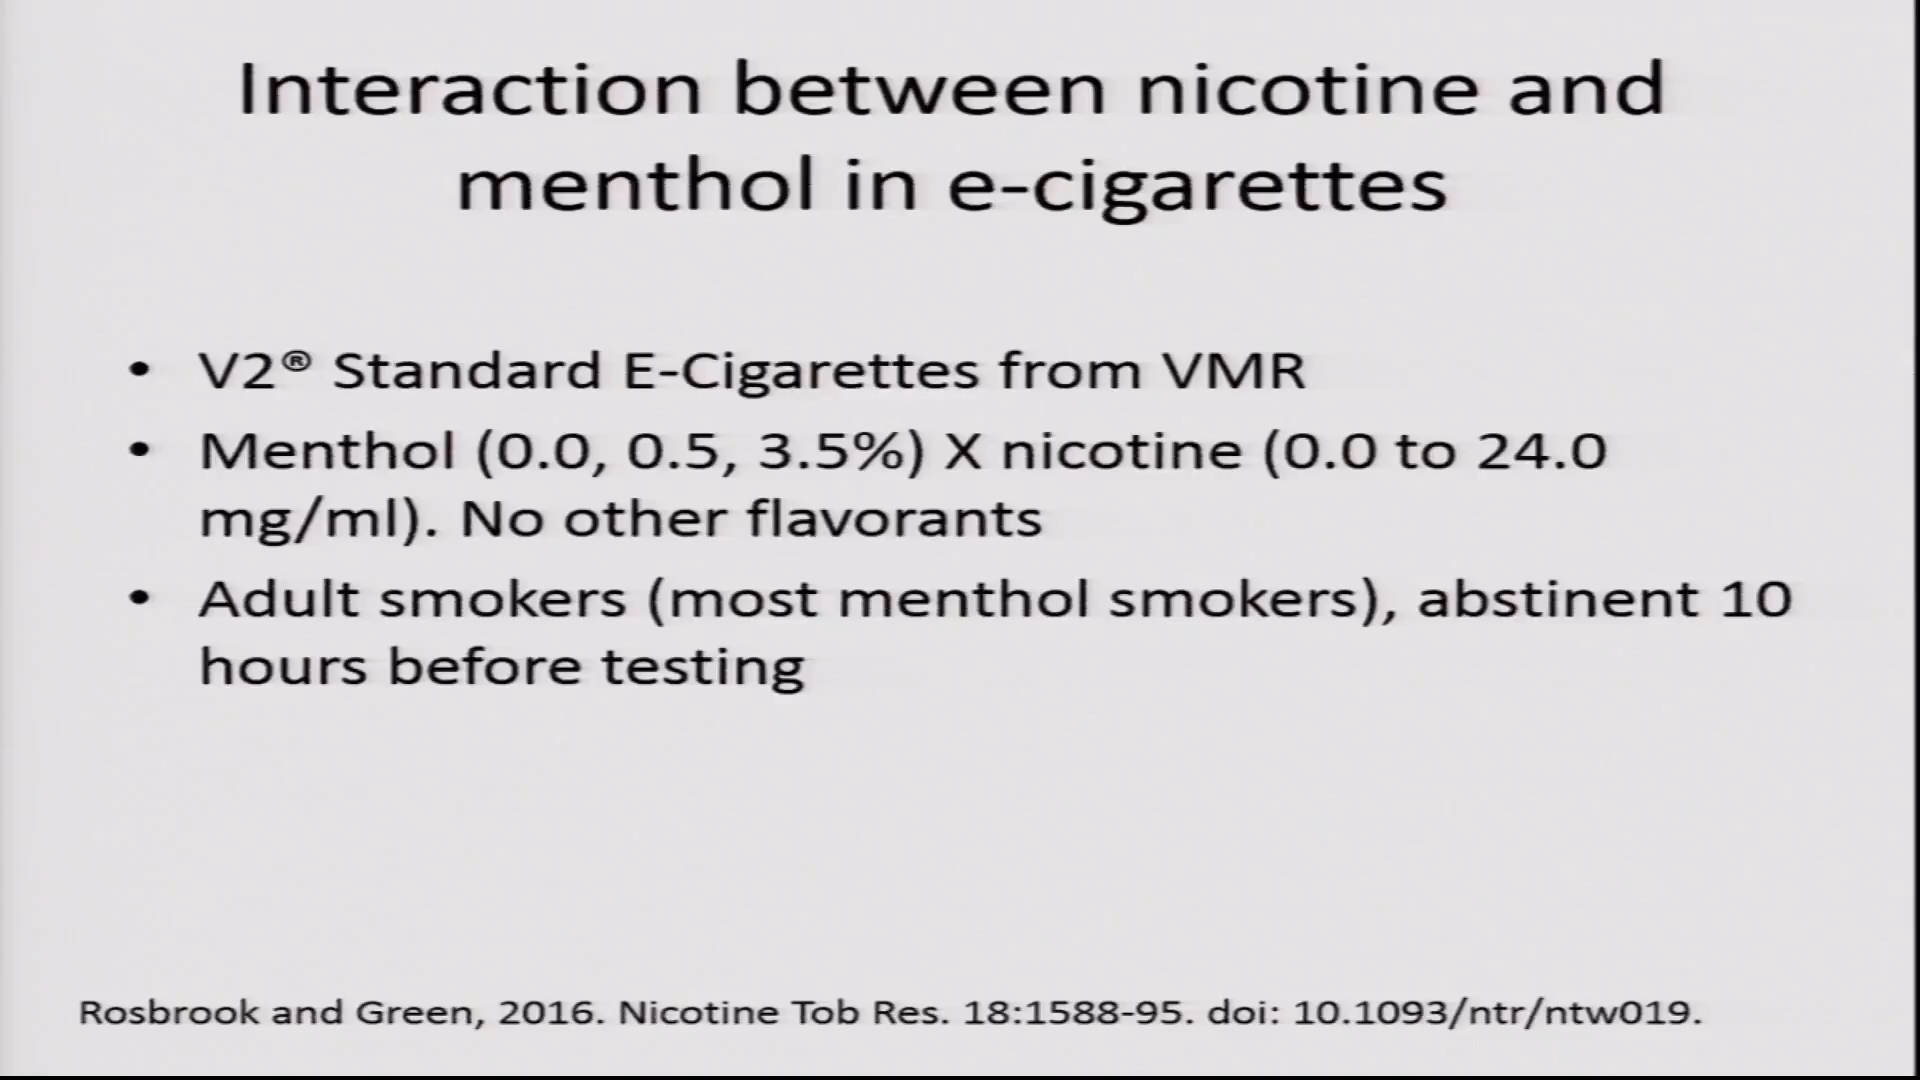 Interaction between nicotine and
menthol in e-cigarettes
• V2® Standard E-Cigarettes from VMR
• Menthol (0.0, 0.5, 3.5%) X nicotine (0.0 to 24.0
mg/ml). No other flavorants
• Adult smokers (most menthol smokers), abstinent 10
hours before testing
Rosbrook and Green, 2016. Nicotine Tob Res. 18:1588-95. doi: 10.1093/ntr/ntw019.